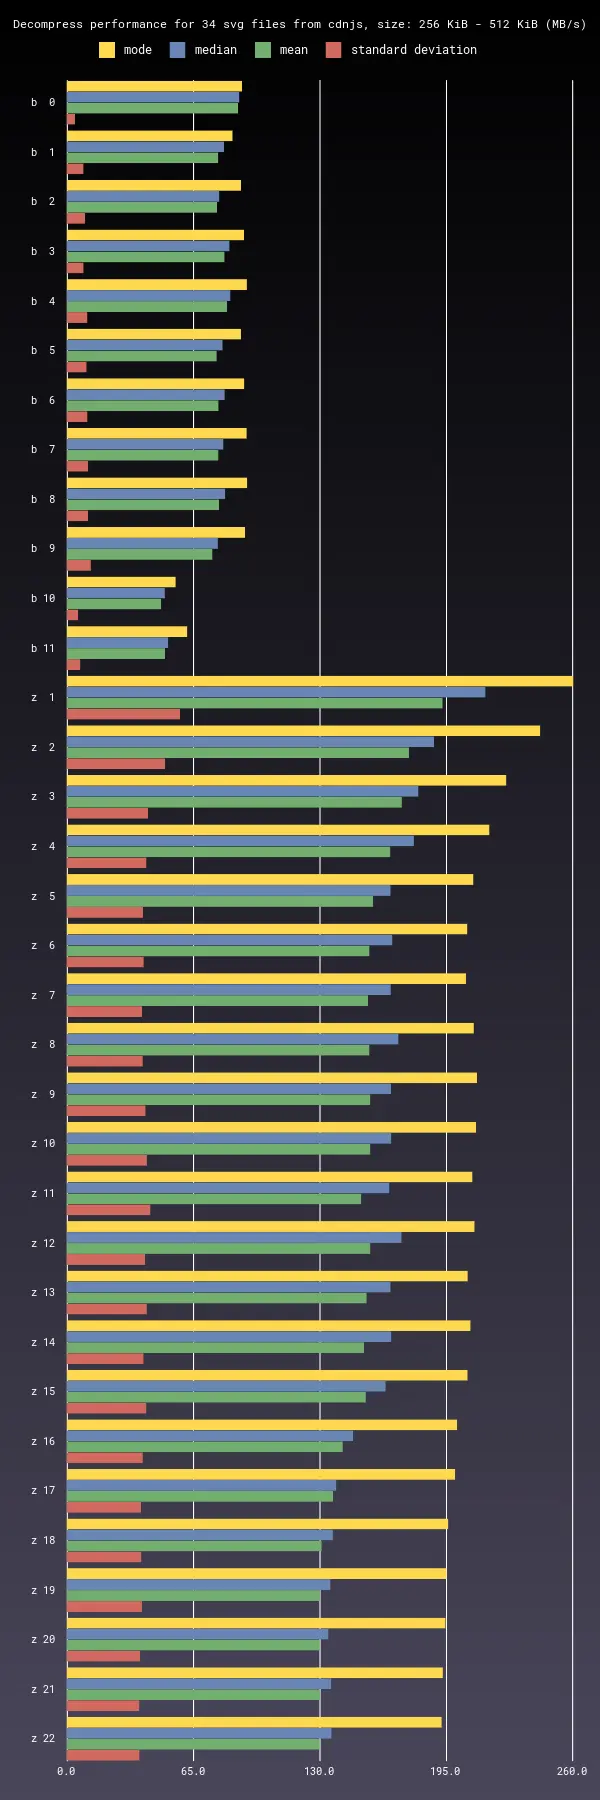 Decompress performance for 34 svg files from cdnjs, size: 256 KiB - 512 KiB (MB/s)
mode median mean standard deviation
b 0
b 1
b 2
b 3
b 4
b 5
b 6
b 7
b 8
b 9
b 10
b 11
z 1
z 2
z 3
z 4
z 5
z 6
z 7
z 8
z 9
z 10
z 11
z 12
z 13
z 14
z 15
z 16
z 17
z 18
z 19
z 20
z 21
z 22
0.0 65.0 130.0 195.0 260.0